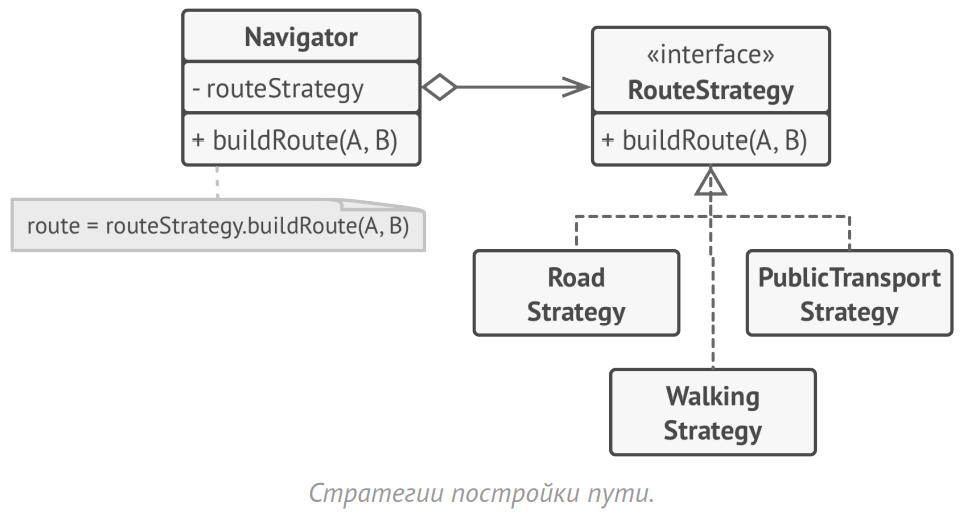 Navigator
- routeStrategy
+ buildRoute(A, B)
route = routeStrategy.buildRoute(A, B)
«interface»
RouteStrategy
+ buildRoute(A, B)
Road
Strategy
PublicTransport
Strategy
Walking
Strategy
Стратегии постройки пути.